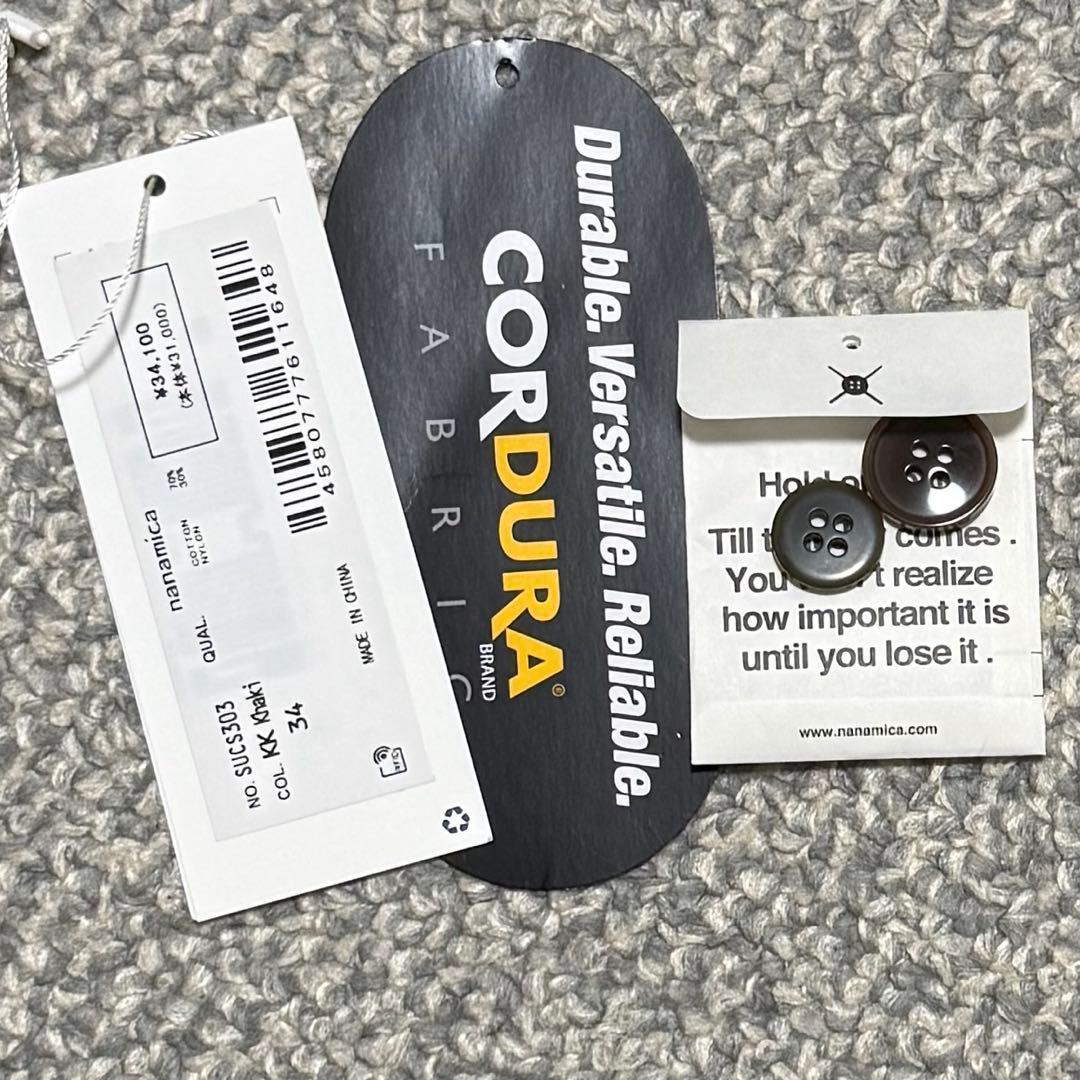 ¥34,100
(本体¥31,000)
4580777611648
nanamica
QUAL.
COTTON 70%
NYLON 30%
MADE IN CHINA
NO. SUCS303
COL. KK Khaki
34
Durable. Versatile. Reliable.
CORDURA®
BRAND
FABRIC
Till comes .
You realize
how important it is
until you lose it .
www.nanamica.com